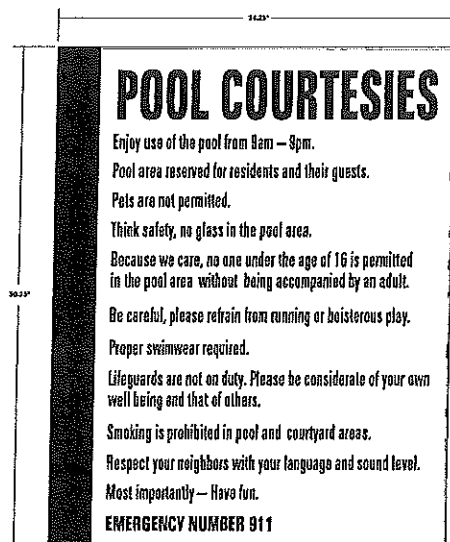 POOL COURTESIES
Enjoy use of the pool from 9am — 9pm.
Pool area reserved for residents and their guests.
Pets are not permitted.
Think safety, no glass in the pool area.
Because we care, no one under the age of 16 is permitted
in the pool area without being accompanied by an adult.
Be careful, please refrain from running or boisterous play.
Proper swimwear required.
Lifeguards are not on duty. Please be considerate of your own
well being and that of others.
Smoking is prohibited in pool and courtyard areas.
Respect your neighbors with your language and sound level.
Most importantly — Have fun.
EMERGENCY NUMBER 911